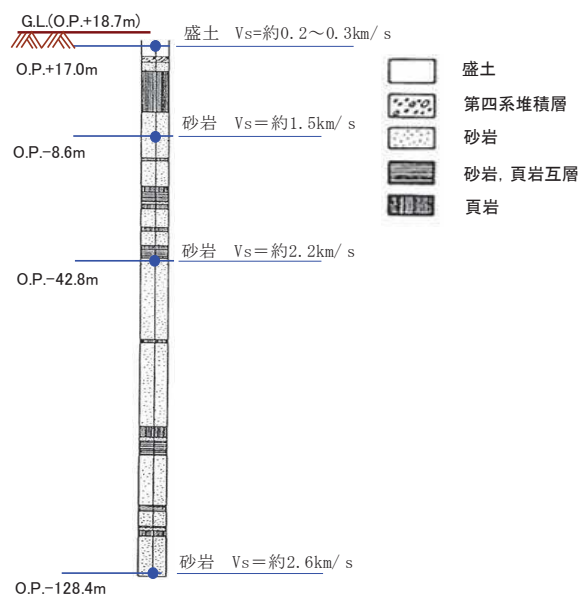 G.L.(O.P.+18.7m)
盛土 Vs=約0.2～0.3km/s
O.P.+17.0m
盛土
第四系堆積層
砂岩 Vs＝約1.5km/s
砂岩
O.P.-8.6m
砂岩，頁岩互層
頁岩
砂岩 Vs＝約2.2km/s
O.P.-42.8m
砂岩 Vs＝約2.6km/s
O.P.-128.4m